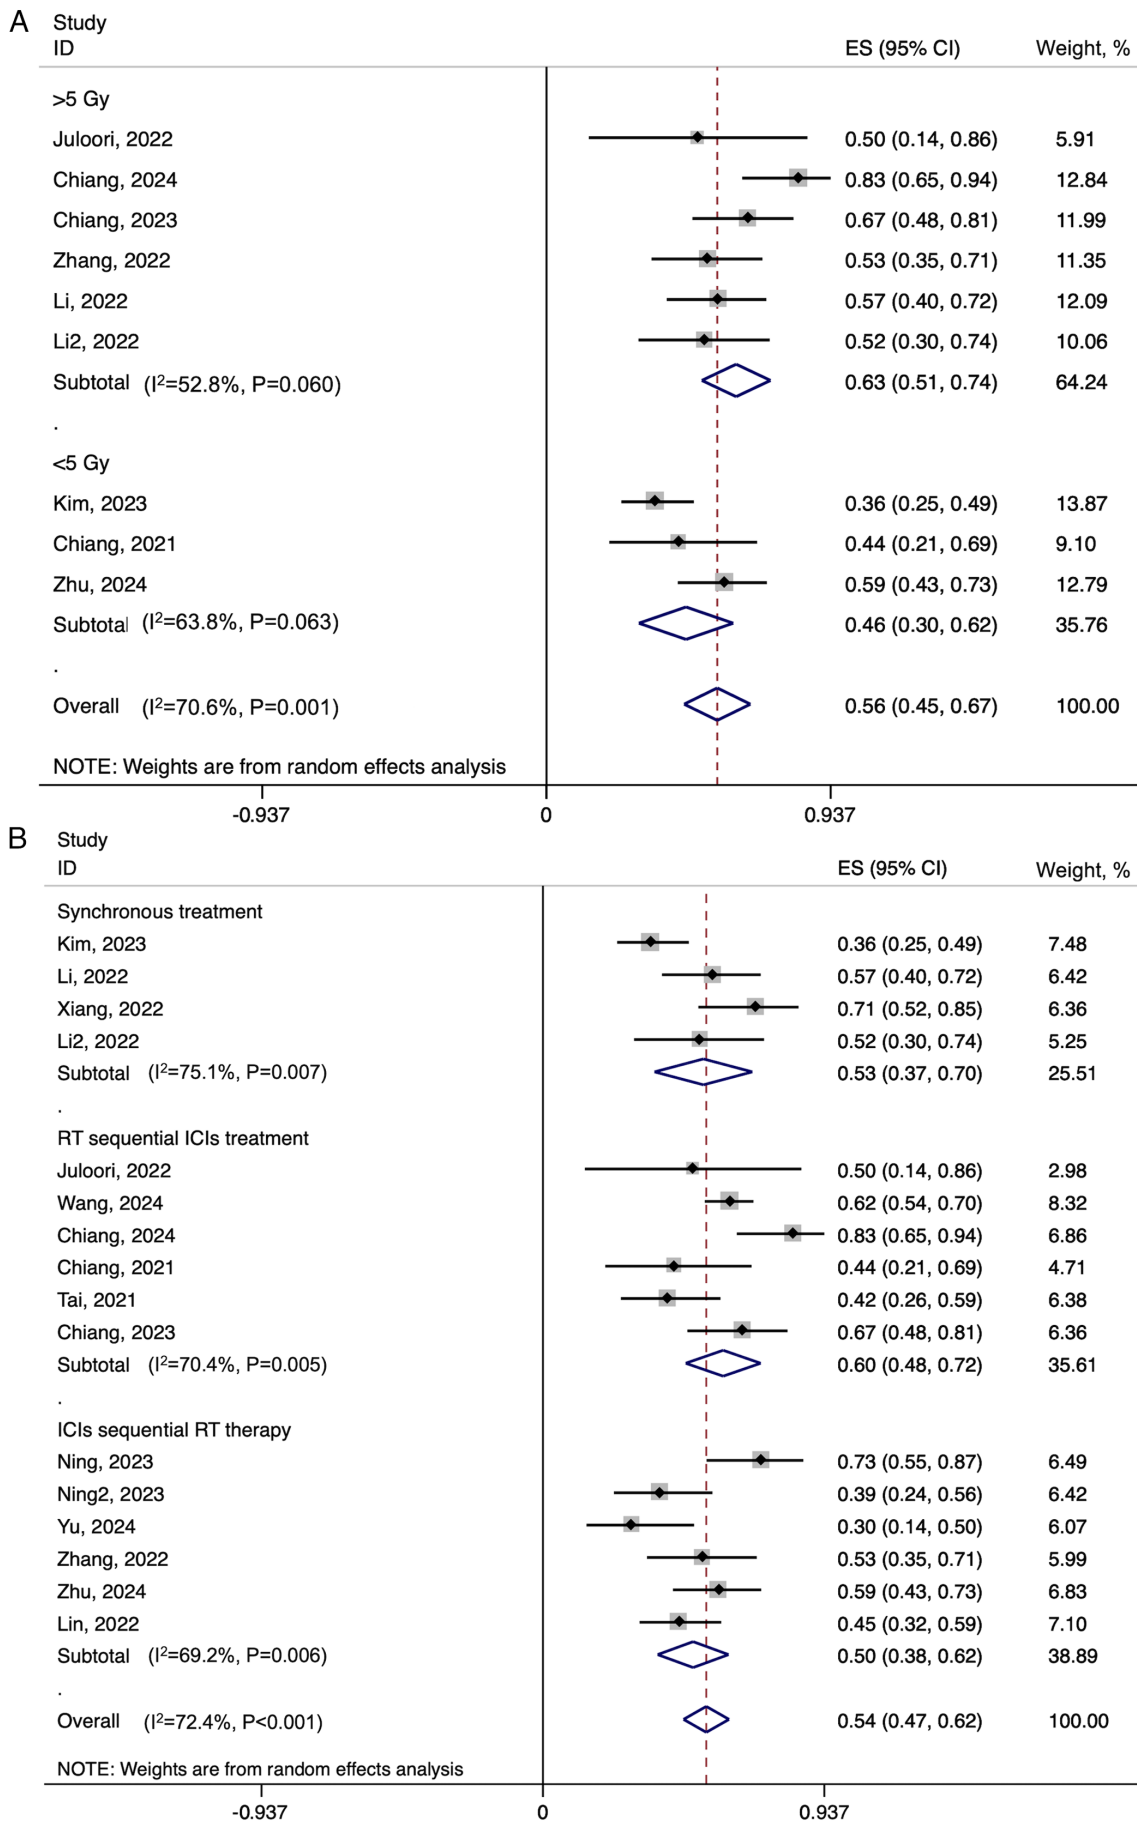 A
Study
ID ES (95% CI) Weight, %
>5 Gy
Juloori, 2022 0.50 (0.14, 0.86) 5.91
Chiang, 2024 0.83 (0.65, 0.94) 12.84
Chiang, 2023 0.67 (0.48, 0.81) 11.99
Zhang, 2022 0.53 (0.35, 0.71) 11.35
Li, 2022 0.57 (0.40, 0.72) 12.09
Li2, 2022 0.52 (0.30, 0.74) 10.06
Subtotal (I²=52.8%, P=0.060) 0.63 (0.51, 0.74) 64.24
.
<5 Gy
Kim, 2023 0.36 (0.25, 0.49) 13.87
Chiang, 2021 0.44 (0.21, 0.69) 9.10
Zhu, 2024 0.59 (0.43, 0.73) 12.79
Subtotal (I²=63.8%, P=0.063) 0.46 (0.30, 0.62) 35.76
.
Overall (I²=70.6%, P=0.001) 0.56 (0.45, 0.67) 100.00
NOTE: Weights are from random effects analysis
-0.937 0 0.937
B
Study
ID ES (95% CI) Weight, %
Synchronous treatment
Kim, 2023 0.36 (0.25, 0.49) 7.48
Li, 2022 0.57 (0.40, 0.72) 6.42
Xiang, 2022 0.71 (0.52, 0.85) 6.36
Li2, 2022 0.52 (0.30, 0.74) 5.25
Subtotal (I²=75.1%, P=0.007) 0.53 (0.37, 0.70) 25.51
.
RT sequential ICIs treatment
Juloori, 2022 0.50 (0.14, 0.86) 2.98
Wang, 2024 0.62 (0.54, 0.70) 8.32
Chiang, 2024 0.83 (0.65, 0.94) 6.86
Chiang, 2021 0.44 (0.21, 0.69) 4.71
Tai, 2021 0.42 (0.26, 0.59) 6.38
Chiang, 2023 0.67 (0.48, 0.81) 6.36
Subtotal (I²=70.4%, P=0.005) 0.60 (0.48, 0.72) 35.61
.
ICIs sequential RT therapy
Ning, 2023 0.73 (0.55, 0.87) 6.49
Ning2, 2023 0.39 (0.24, 0.56) 6.42
Yu, 2024 0.30 (0.14, 0.50) 6.07
Zhang, 2022 0.53 (0.35, 0.71) 5.99
Zhu, 2024 0.59 (0.43, 0.73) 6.83
Lin, 2022 0.45 (0.32, 0.59) 7.10
Subtotal (I²=69.2%, P=0.006) 0.50 (0.38, 0.62) 38.89
.
Overall (I²=72.4%, P<0.001) 0.54 (0.47, 0.62) 100.00
NOTE: Weights are from random effects analysis
-0.937 0 0.937